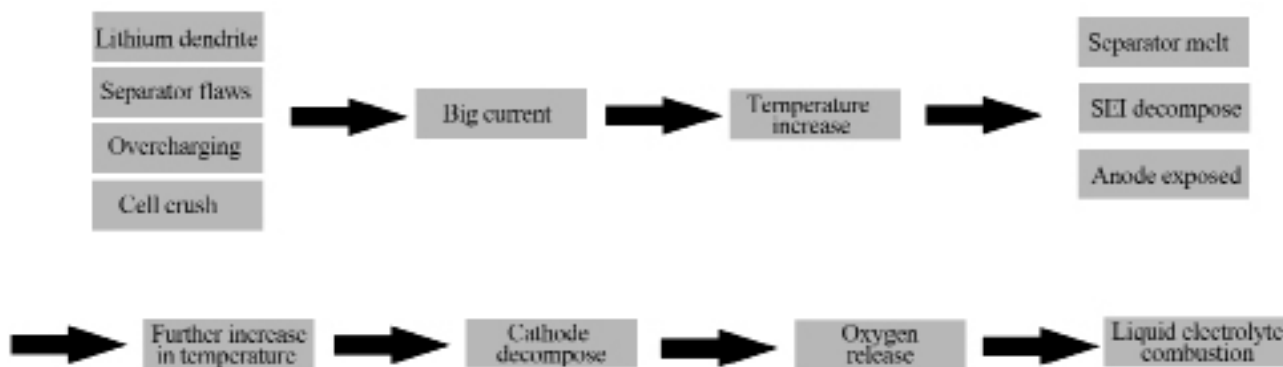 Lithium dendrite
Separator flaws
Overcharging
Cell crush
Big current
Temperature
increase
Separator melt
SEI decompose
Anode exposed
Further increase
in temperature
Cathode
decompose
Oxygen
release
Liquid electrolyte
combustion